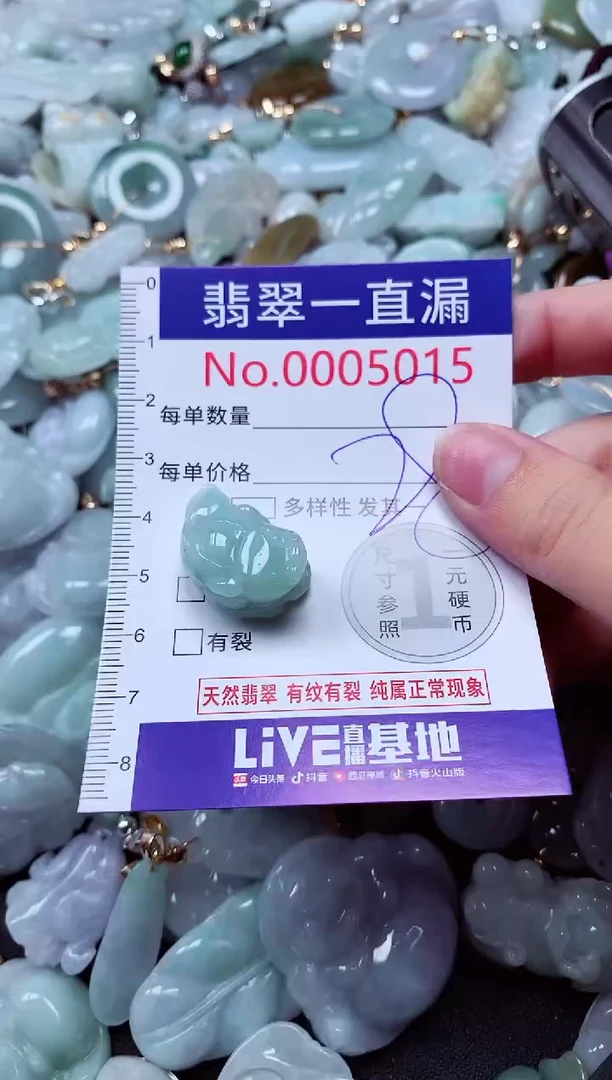 0
翡翠一直漏
1
No.0005015
2
每单数量
3
每单价格
4
多样性 发其一
尺寸参照
1
一元硬币
5
6
有裂
天然翡翠 有纹有裂 纯属正常现象
7
LiVE直播基地
8
今日头条 抖音 西瓜视频 抖音火山版